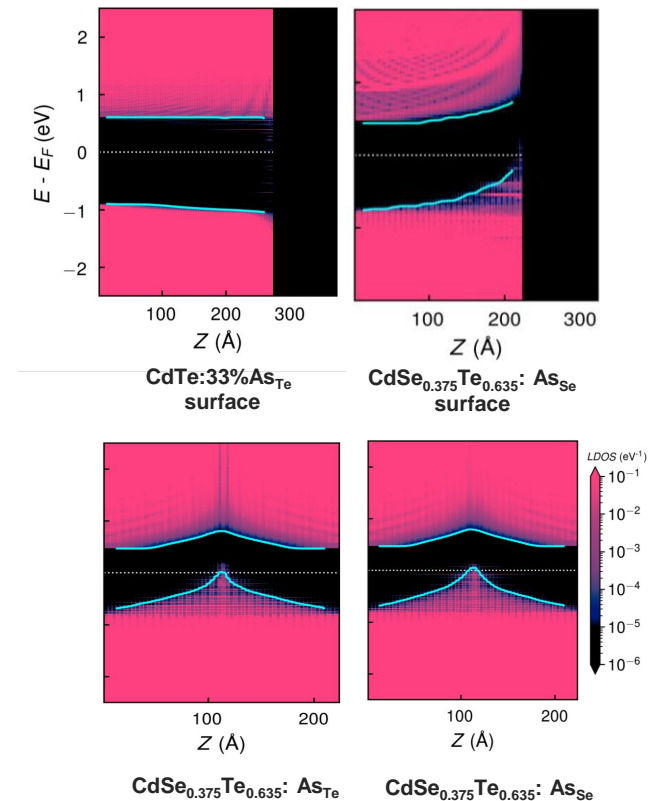 E - E_F (eV)
2
1
0
−1
−2
100 200 300
100 200 300
Z (Å)
Z (Å)
CdTe:33%As_Te
surface
CdSe_0.375Te_0.635: As_Se
surface
LDOS (eV⁻¹)
10⁻¹
10⁻²
10⁻³
10⁻⁴
10⁻⁵
10⁻⁶
100 200
100 200
Z (Å)
Z (Å)
CdSe_0.375Te_0.635: As_Te
CdSe_0.375Te_0.635: As_Se